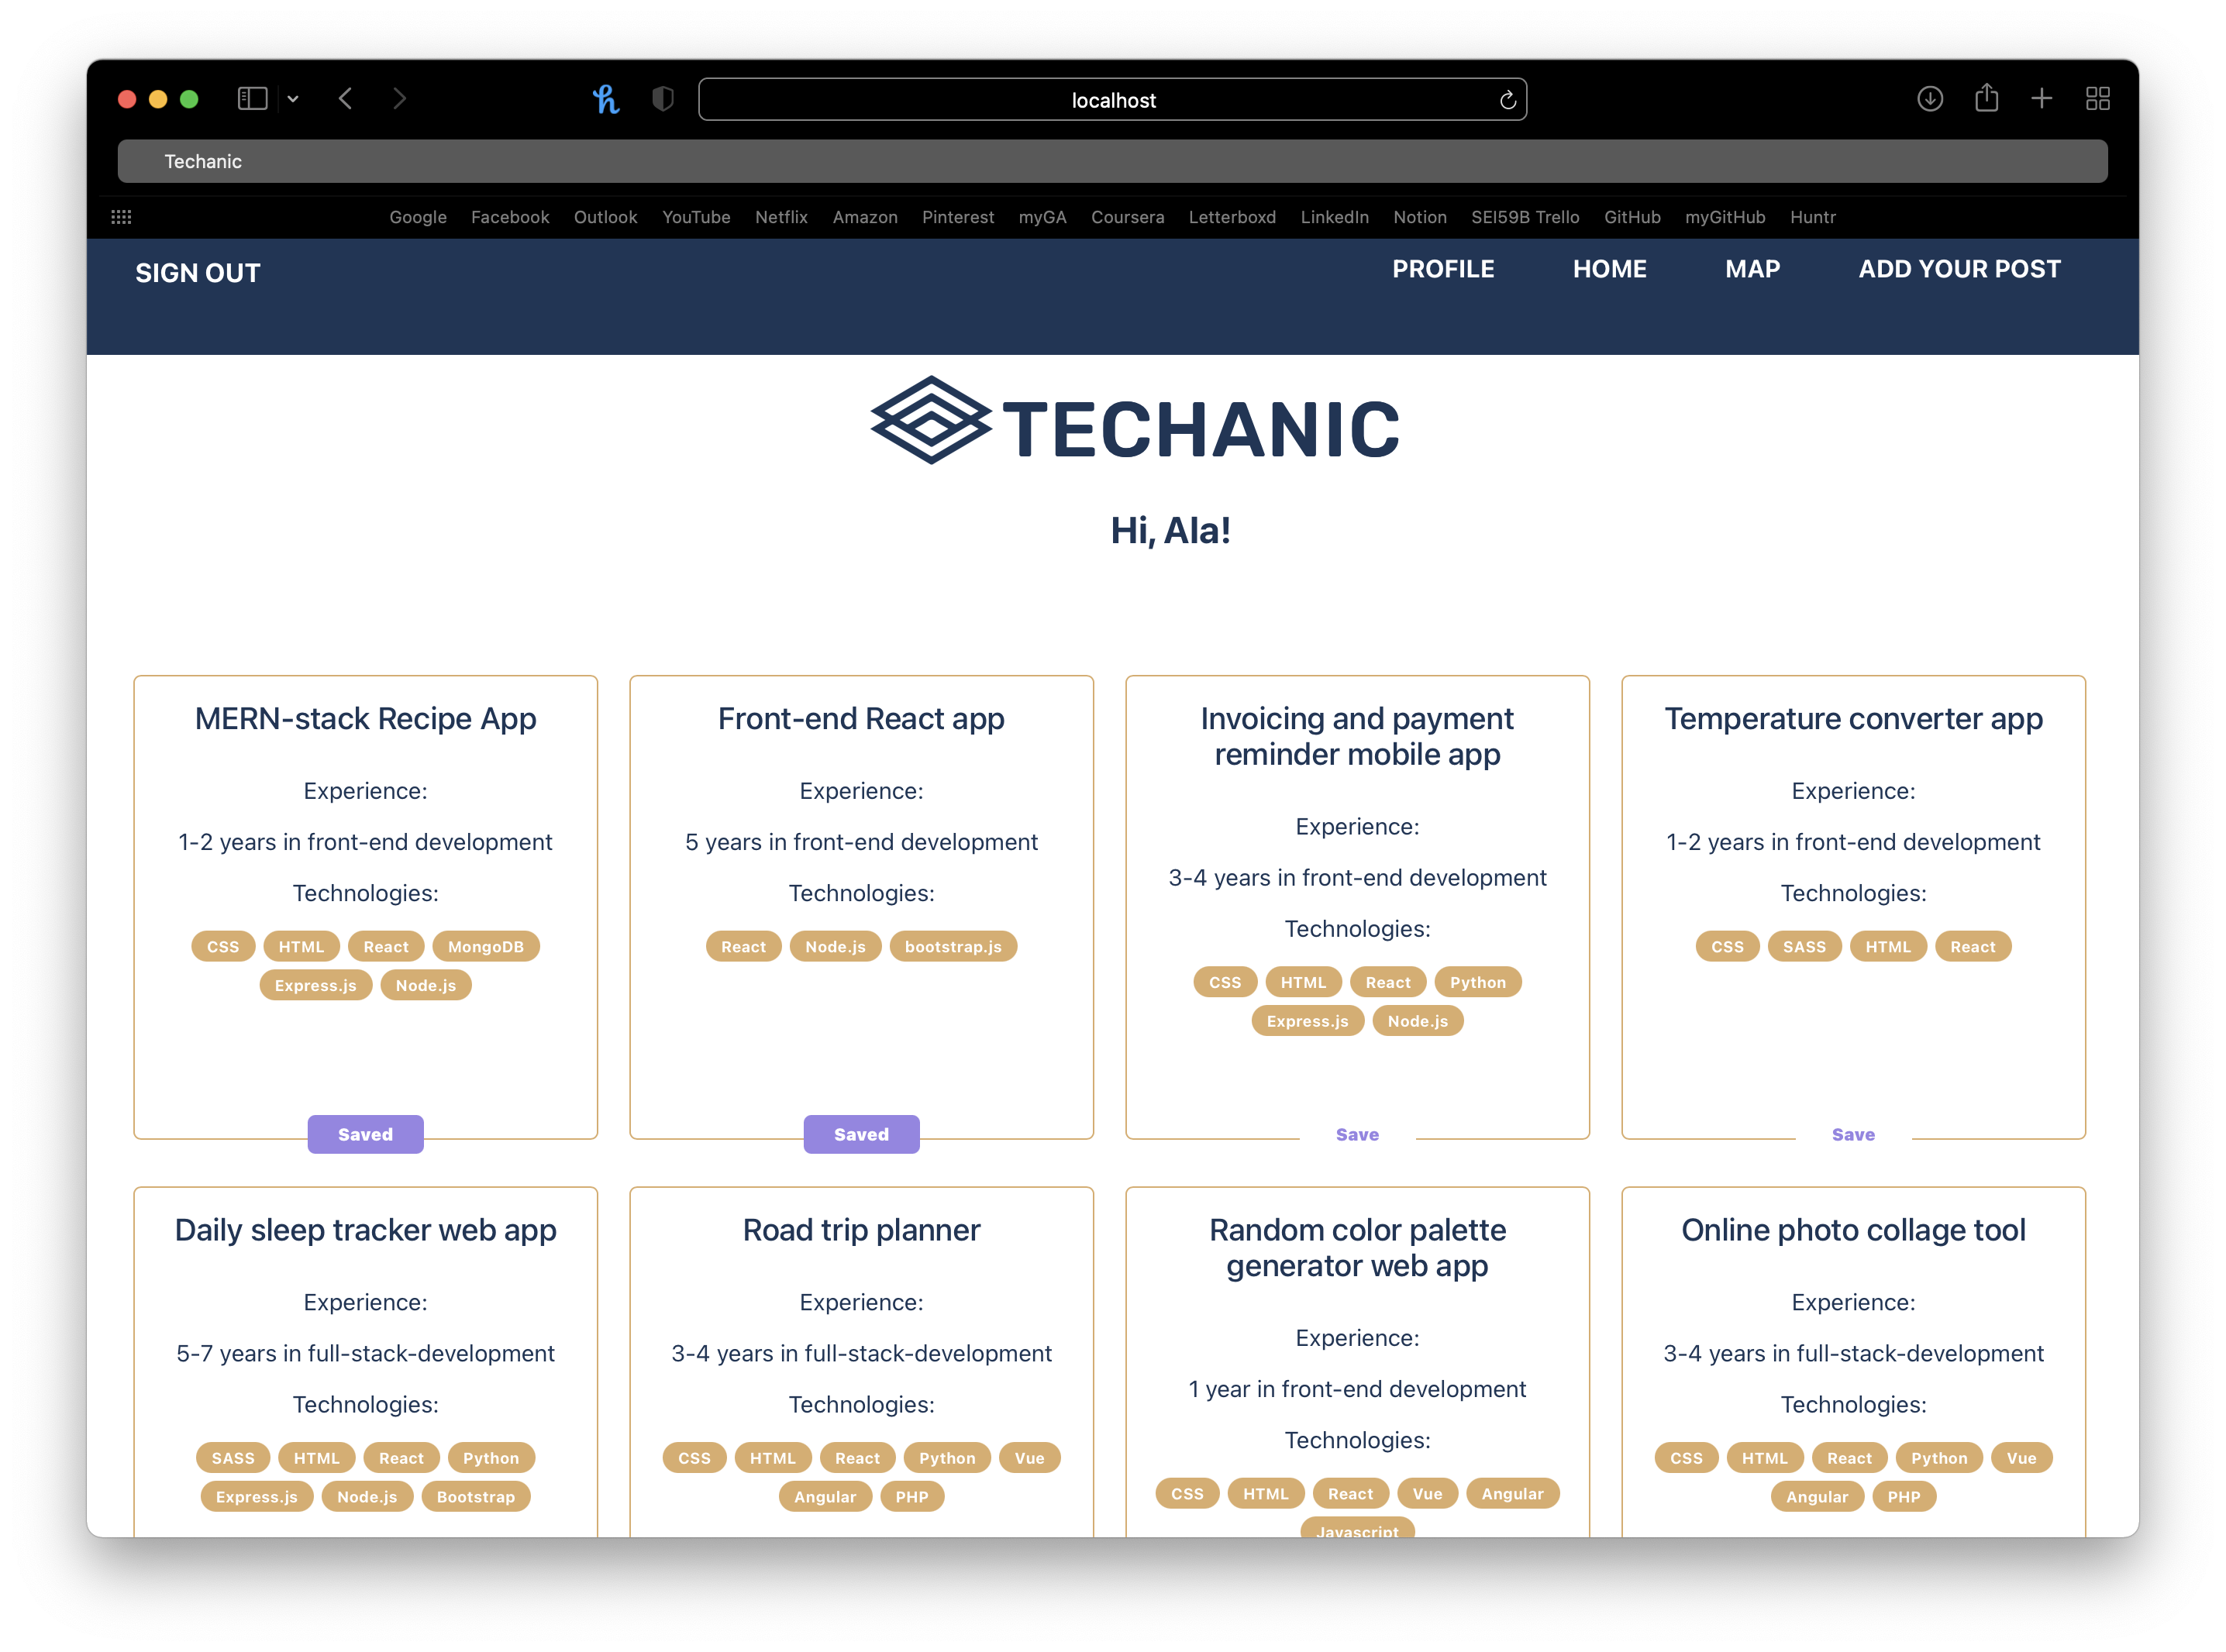 localhost
Techanic
Google Facebook Outlook YouTube Netflix Amazon Pinterest myGA Coursera Letterboxd LinkedIn Notion SEI59B Trello GitHub myGitHub Huntr
SIGN OUT PROFILE HOME MAP ADD YOUR POST
TECHANIC
Hi, Ala!
MERN-stack Recipe App
Experience:
1-2 years in front-end development
Technologies:
CSS HTML React MongoDB
Express.js Node.js
Saved
Front-end React app
Experience:
5 years in front-end development
Technologies:
React Node.js bootstrap.js
Saved
Invoicing and payment
reminder mobile app
Experience:
3-4 years in front-end development
Technologies:
CSS HTML React Python
Express.js Node.js
Save
Temperature converter app
Experience:
1-2 years in front-end development
Technologies:
CSS SASS HTML React
Save
Daily sleep tracker web app
Experience:
5-7 years in full-stack-development
Technologies:
SASS HTML React Python
Express.js Node.js Bootstrap
Road trip planner
Experience:
3-4 years in full-stack-development
Technologies:
CSS HTML React Python Vue
Angular PHP
Random color palette
generator web app
Experience:
1 year in front-end development
Technologies:
CSS HTML React Vue Angular
Javascript
Online photo collage tool
Experience:
3-4 years in full-stack-development
Technologies:
CSS HTML React Python Vue
Angular PHP